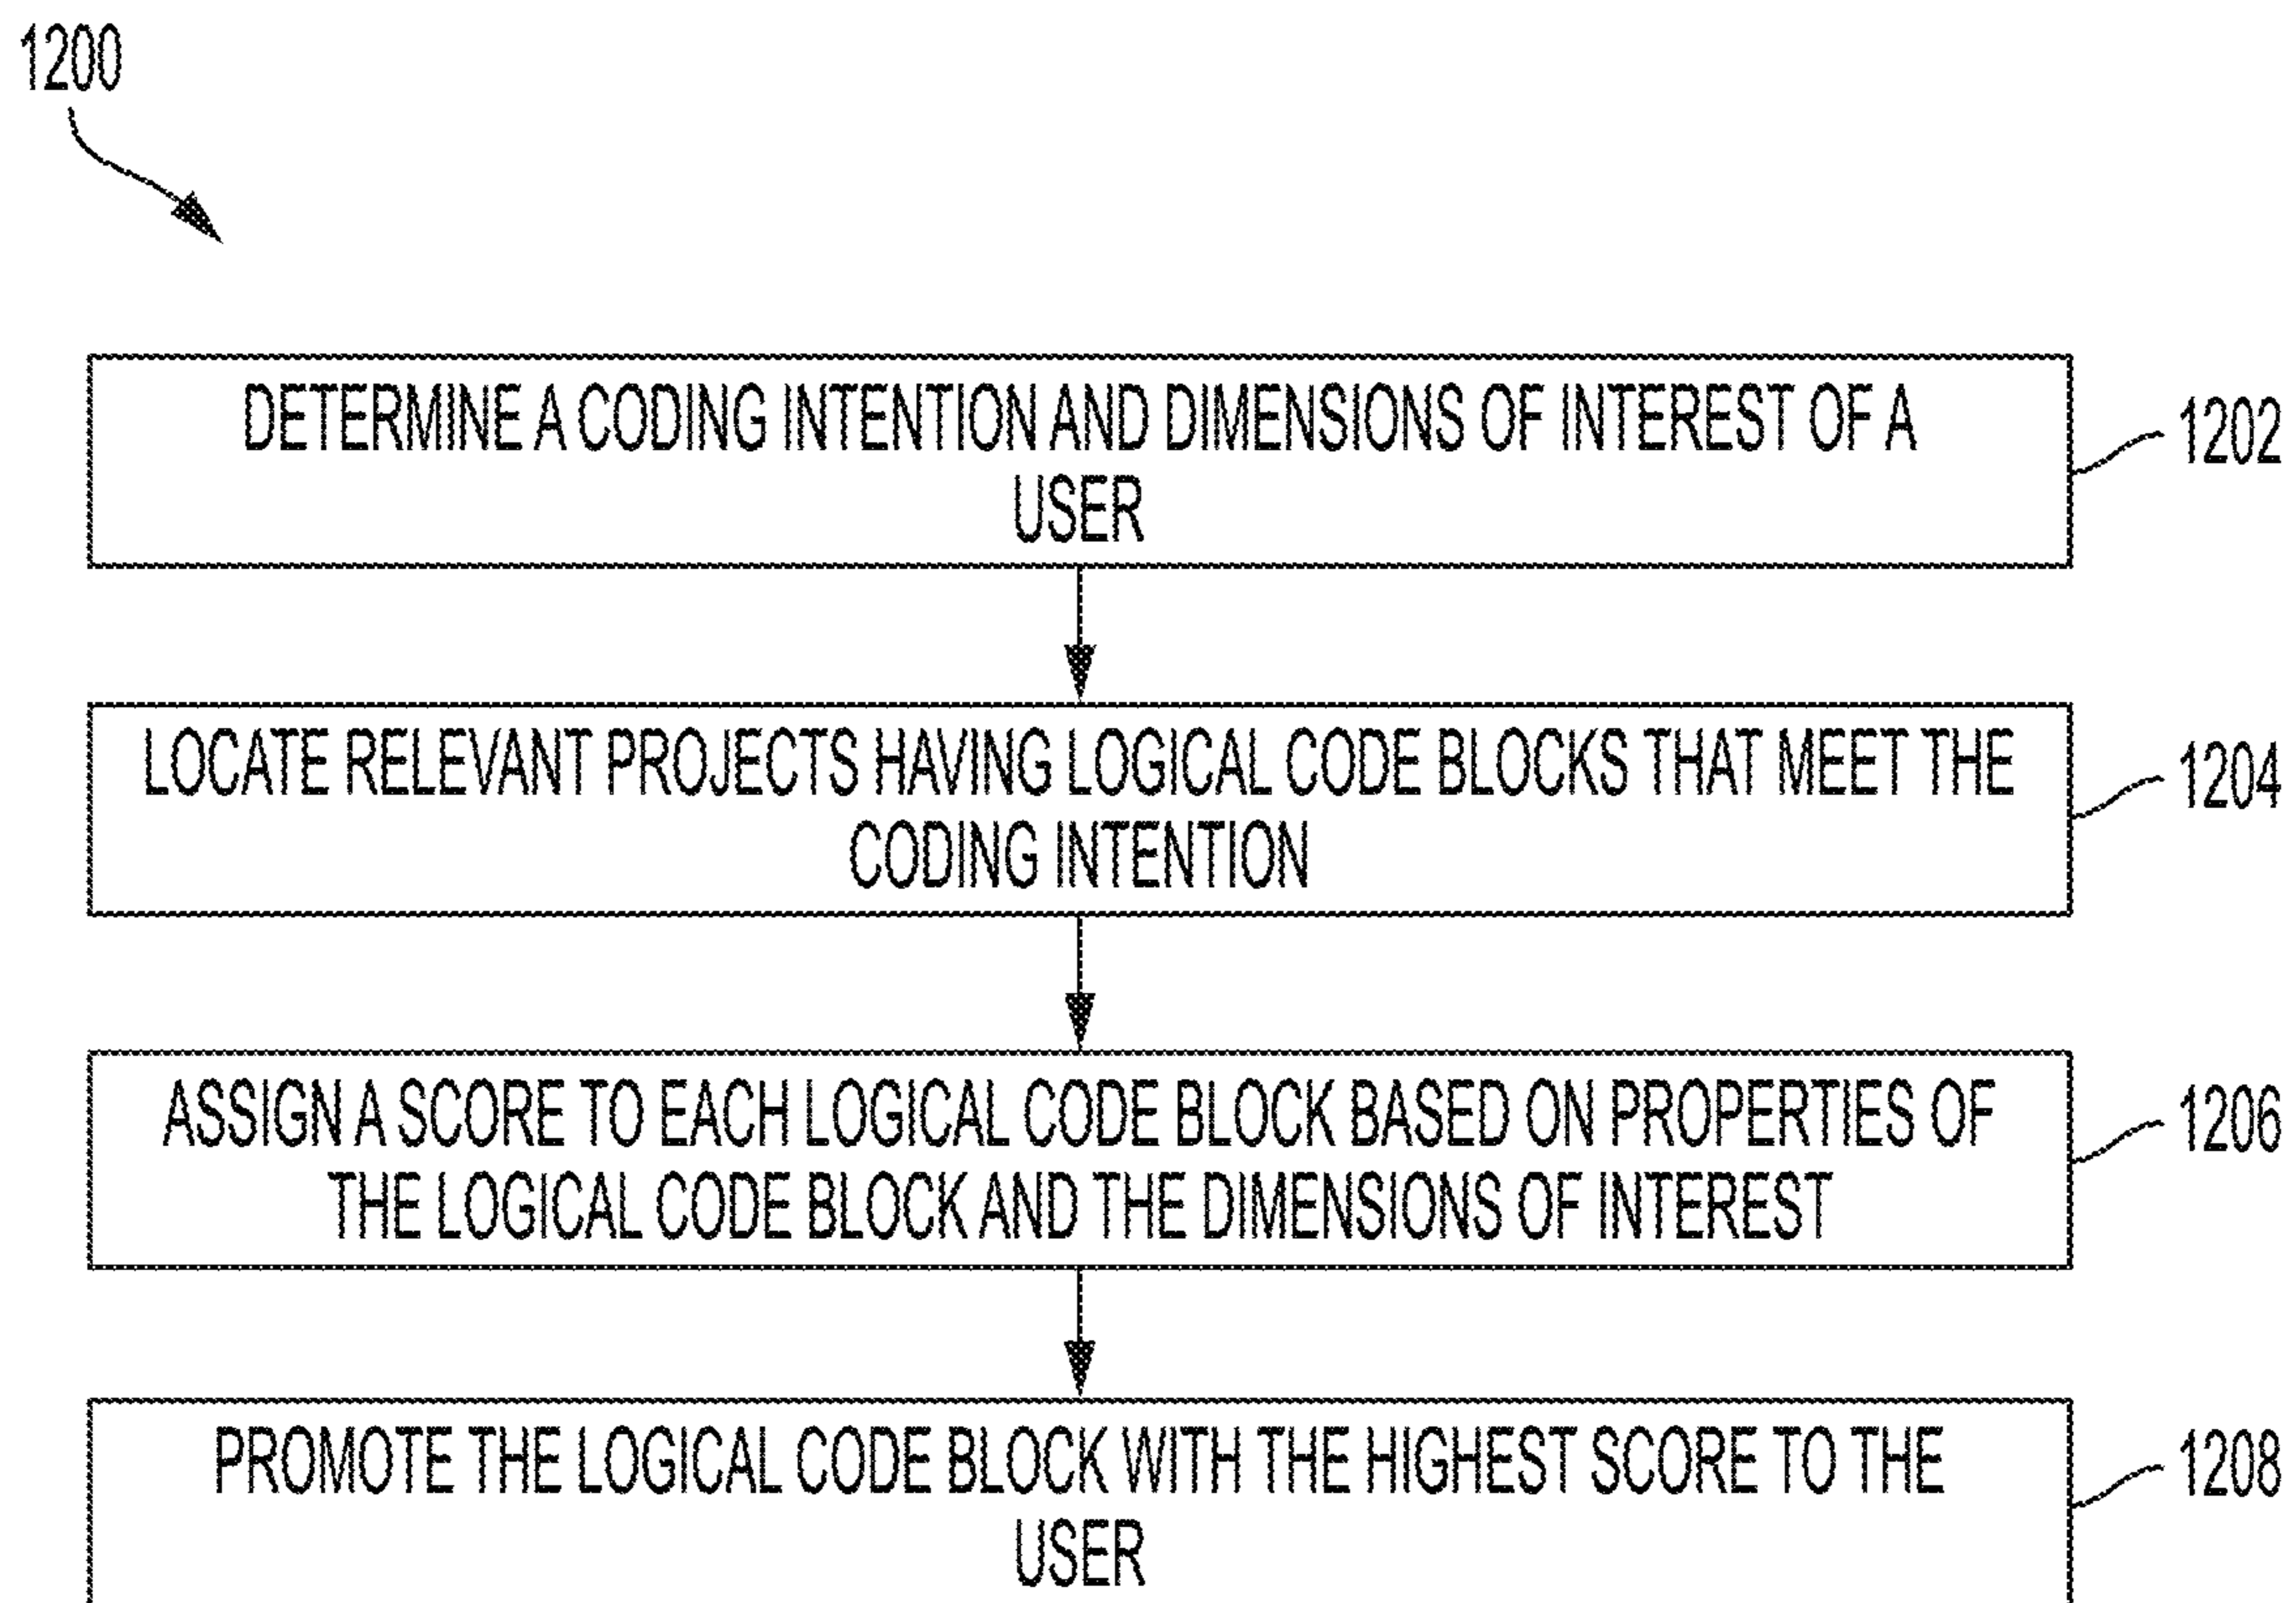 1200
DETERMINE A CODING INTENTION AND DIMENSIONS OF INTEREST OF A
USER
1202
LOCATE RELEVANT PROJECTS HAVING LOGICAL CODE BLOCKS THAT MEET THE
CODING INTENTION
1204
ASSIGN A SCORE TO EACH LOGICAL CODE BLOCK BASED ON PROPERTIES OF
THE LOGICAL CODE BLOCK AND THE DIMENSIONS OF INTEREST
1206
PROMOTE THE LOGICAL CODE BLOCK WITH THE HIGHEST SCORE TO THE
USER
1208